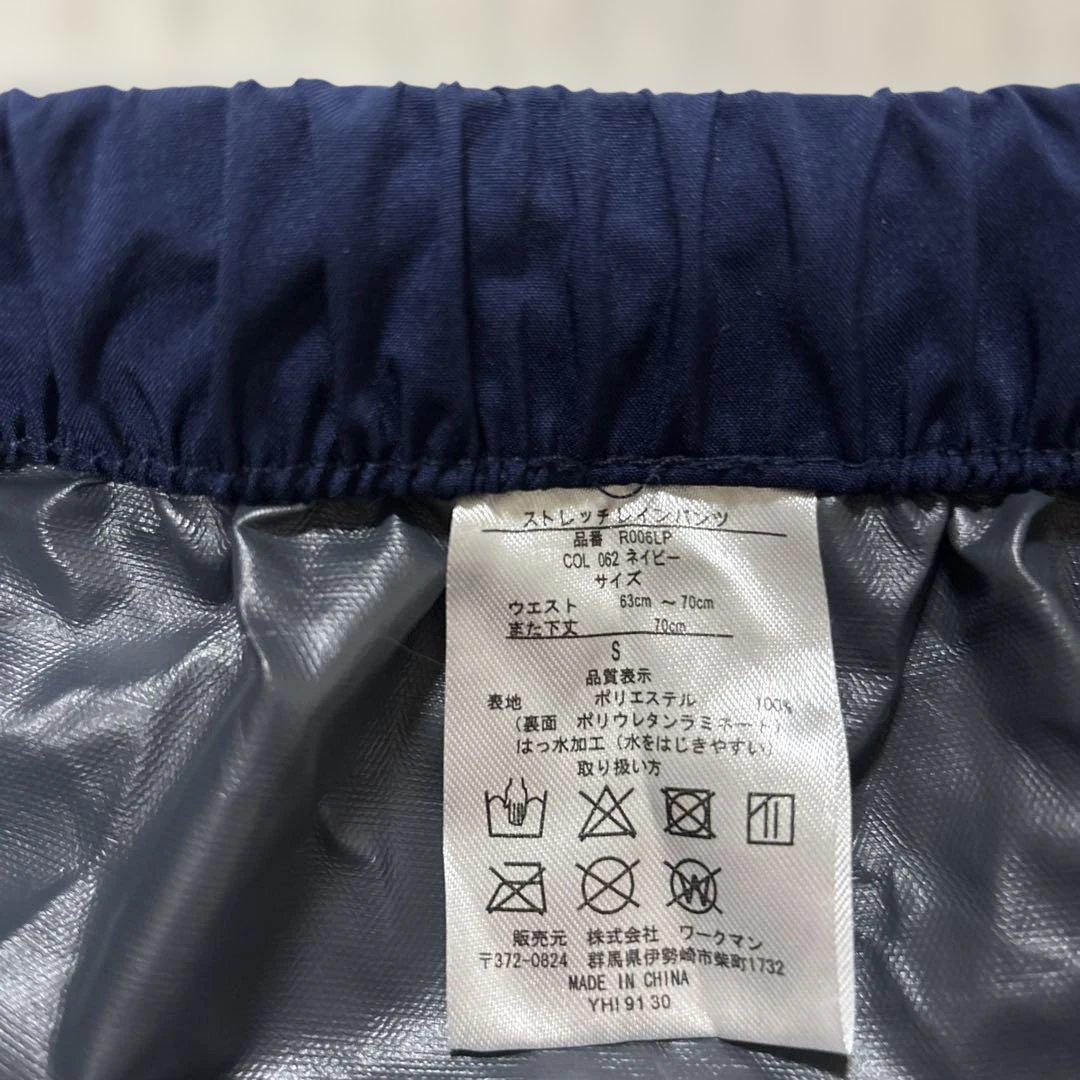 ストレッチレインパンツ
品番 R006LP
COL 062 ネイビー
サイズ
ウエスト 63cm ～ 70cm
また下丈 70cm
S
品質表示
表地 ポリエステル 100%
(裏面 ポリウレタンラミネート)
はっ水加工 (水をはじきやすい)
取り扱い方
W
販売元 株式会社 ワークマン
〒372-0824 群馬県伊勢崎市柴町1732
MADE IN CHINA
YH19130